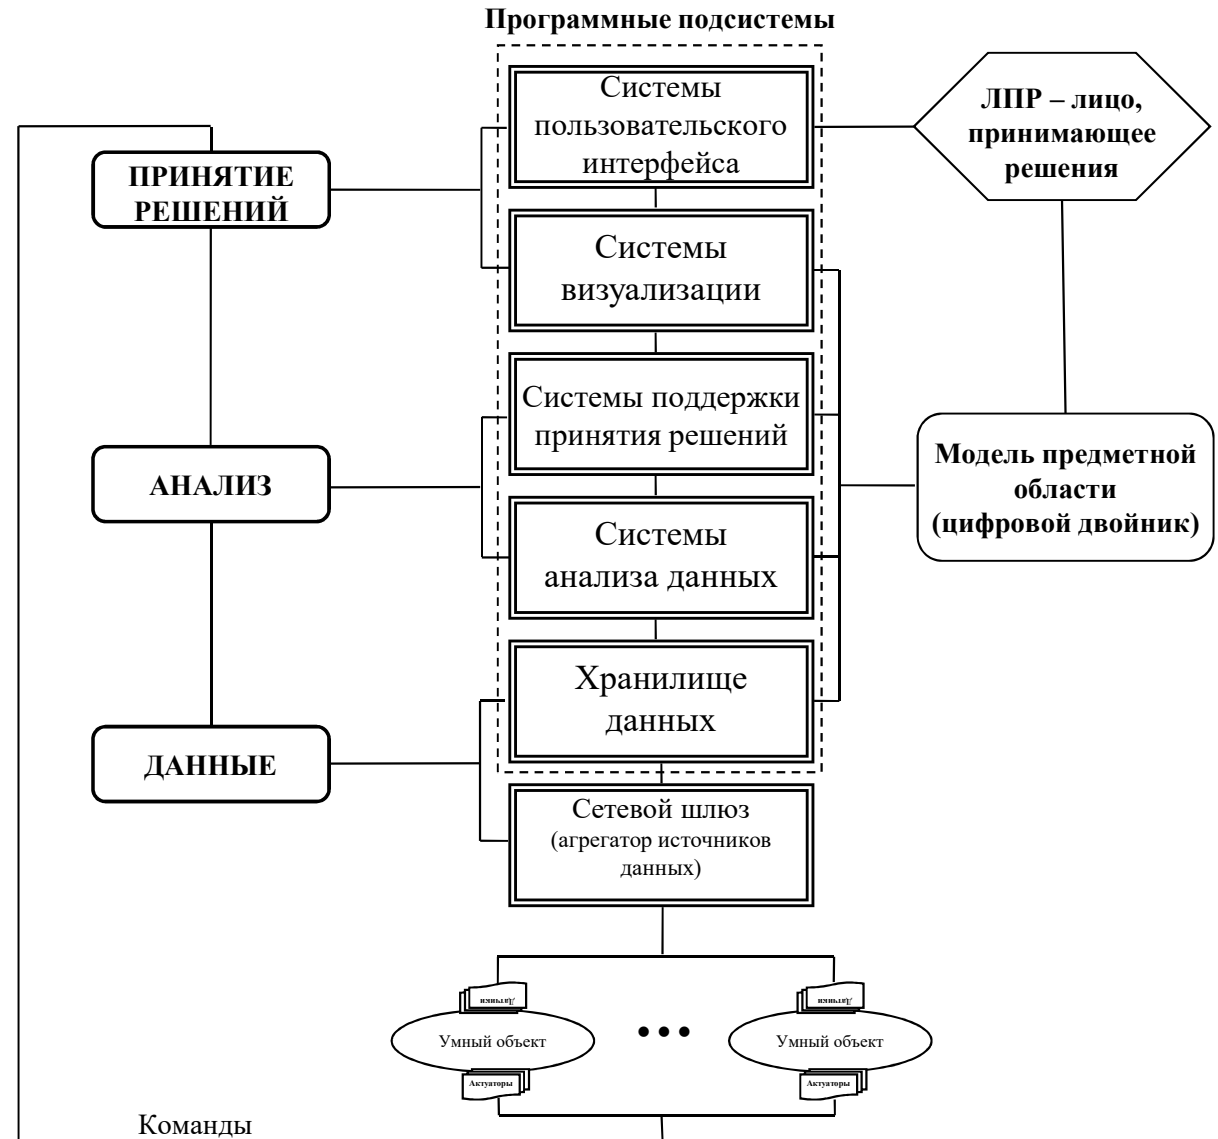 Программные подсистемы
Системы
пользовательского
интерфейса
ЛПР – лицо,
принимающее
решения
ПРИНЯТИЕ
РЕШЕНИЙ
Системы
визуализации
Системы поддержки
принятия решений
Модель предметной
области
(цифровой двойник)
АНАЛИЗ
Системы
анализа данных
Хранилище
данных
ДАННЫЕ
Сетевой шлюз
(агрегатор источников
данных)
Датчики
Датчики
Умный объект
•••
Умный объект
Актуаторы
Актуаторы
Команды